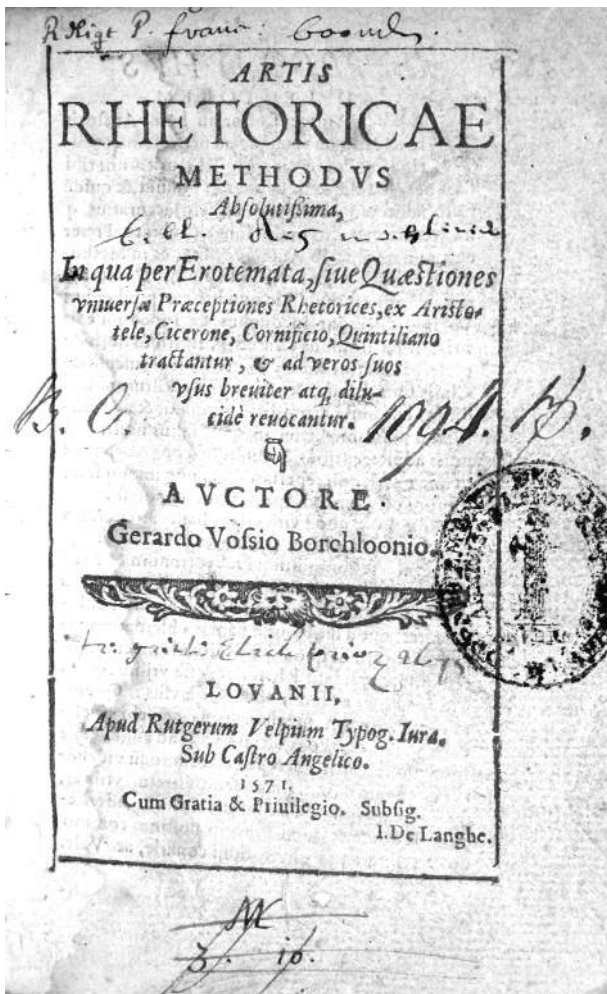 ARTIS
RHETORICAE
METHODVS
Absolutißima,
In qua per Erotemata, ſiue Quæſtiones
vniuerſæ Præceptiones Rhetorices, ex Ariſto-
tele, Cicerone, Cornificio, Quintiliano
tractantur, & ad veros ſuos
vſus breuiter atq; dilu-
cidè reuocantur.
B. C. 1094.
AVCTORE.
Gerardo Voſsio Borchloonio.
LOVANII,
Apud Rutgerum Velpium Typog. Iura.
Sub Caſtro Angelico.
1571.
Cum Gratia & Priuilegio. Subſig.
I. De Langhe.